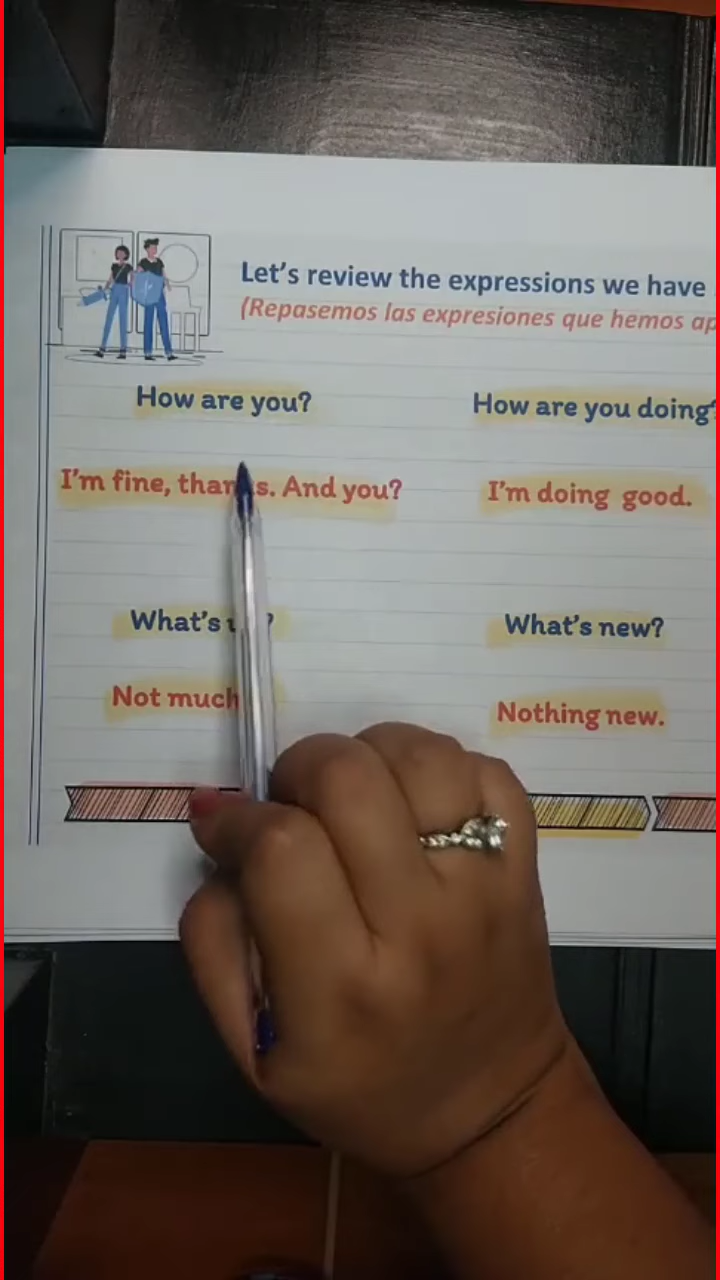 Let's review the expressions we have
(Repasemos las expresiones que hemos
How are you?
How are you doing?
I'm fine, thanks. And you?
I'm doing good.
What's
What's new?
Not much
Nothing new.